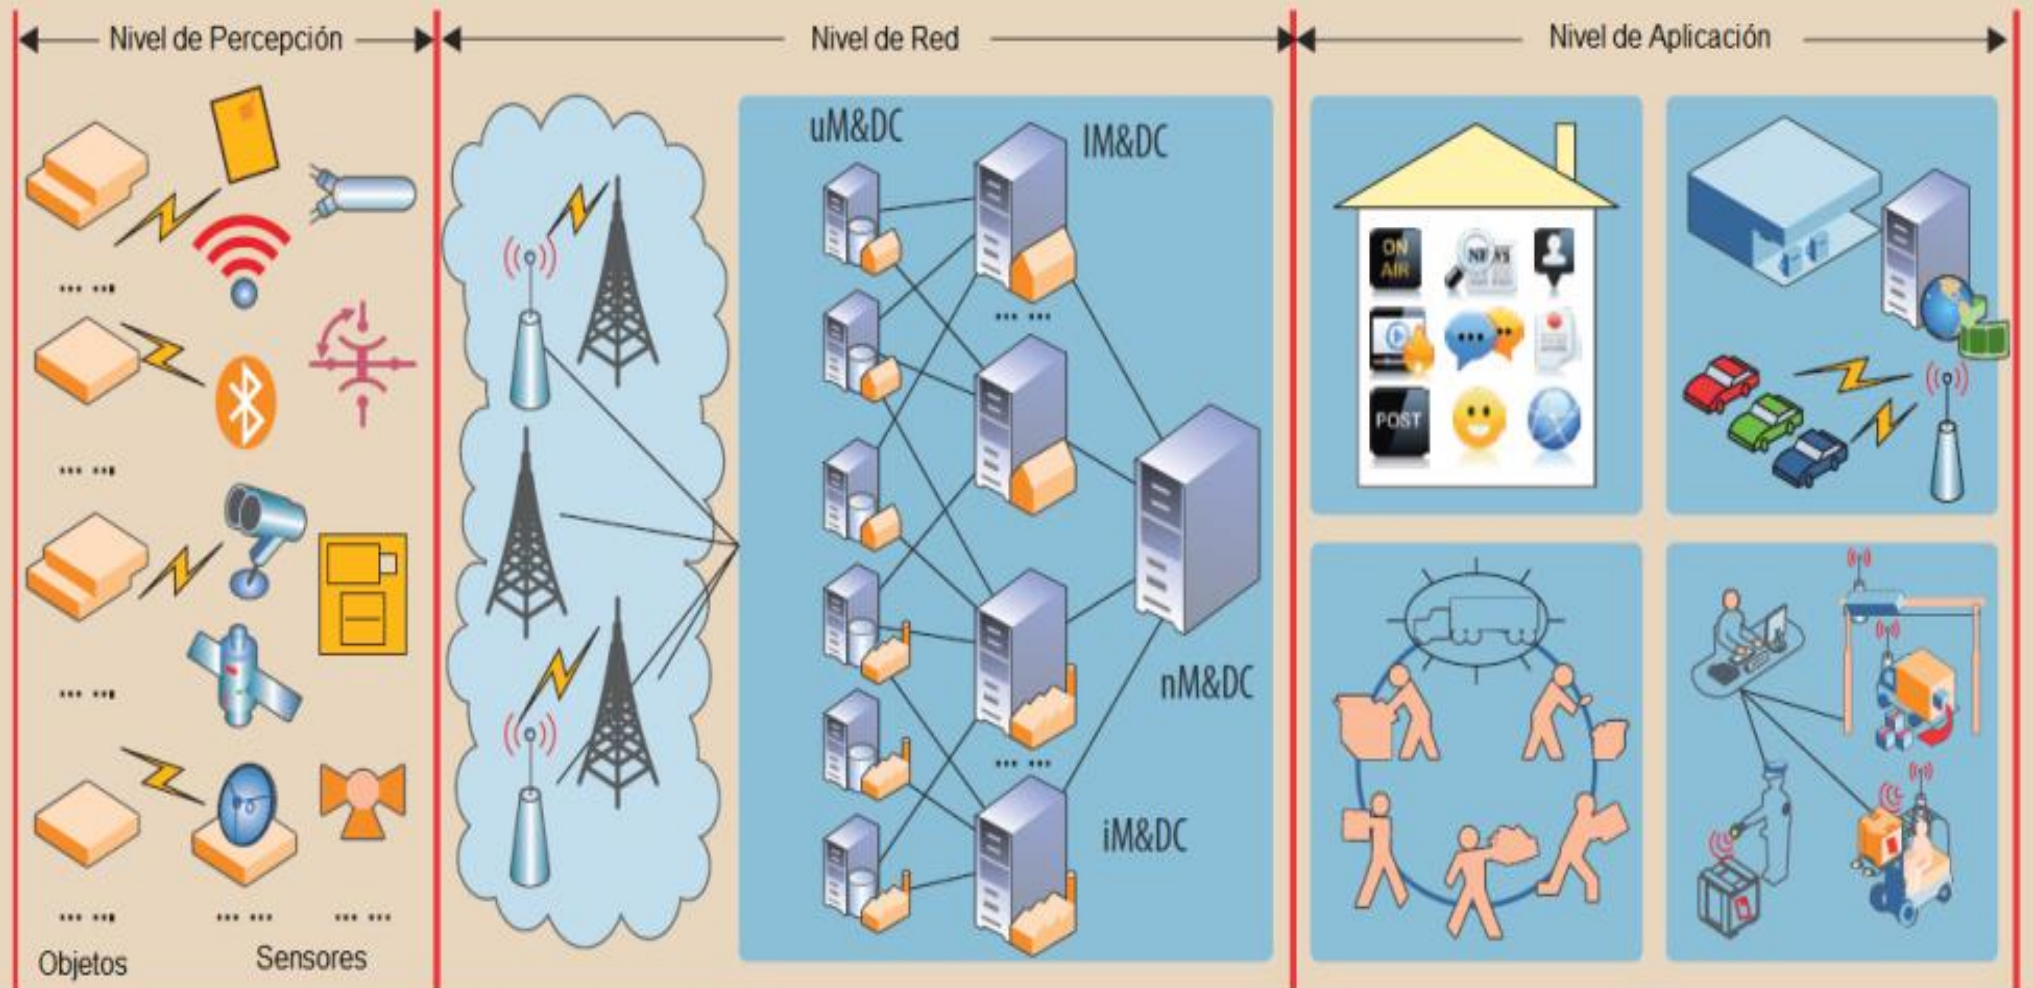 Nivel de Percepción
Nivel de Red
Nivel de Aplicación
uM&DC
lM&DC
nM&DC
iM&DC
ON
AIR
NEWS
POST
Objetos
Sensores